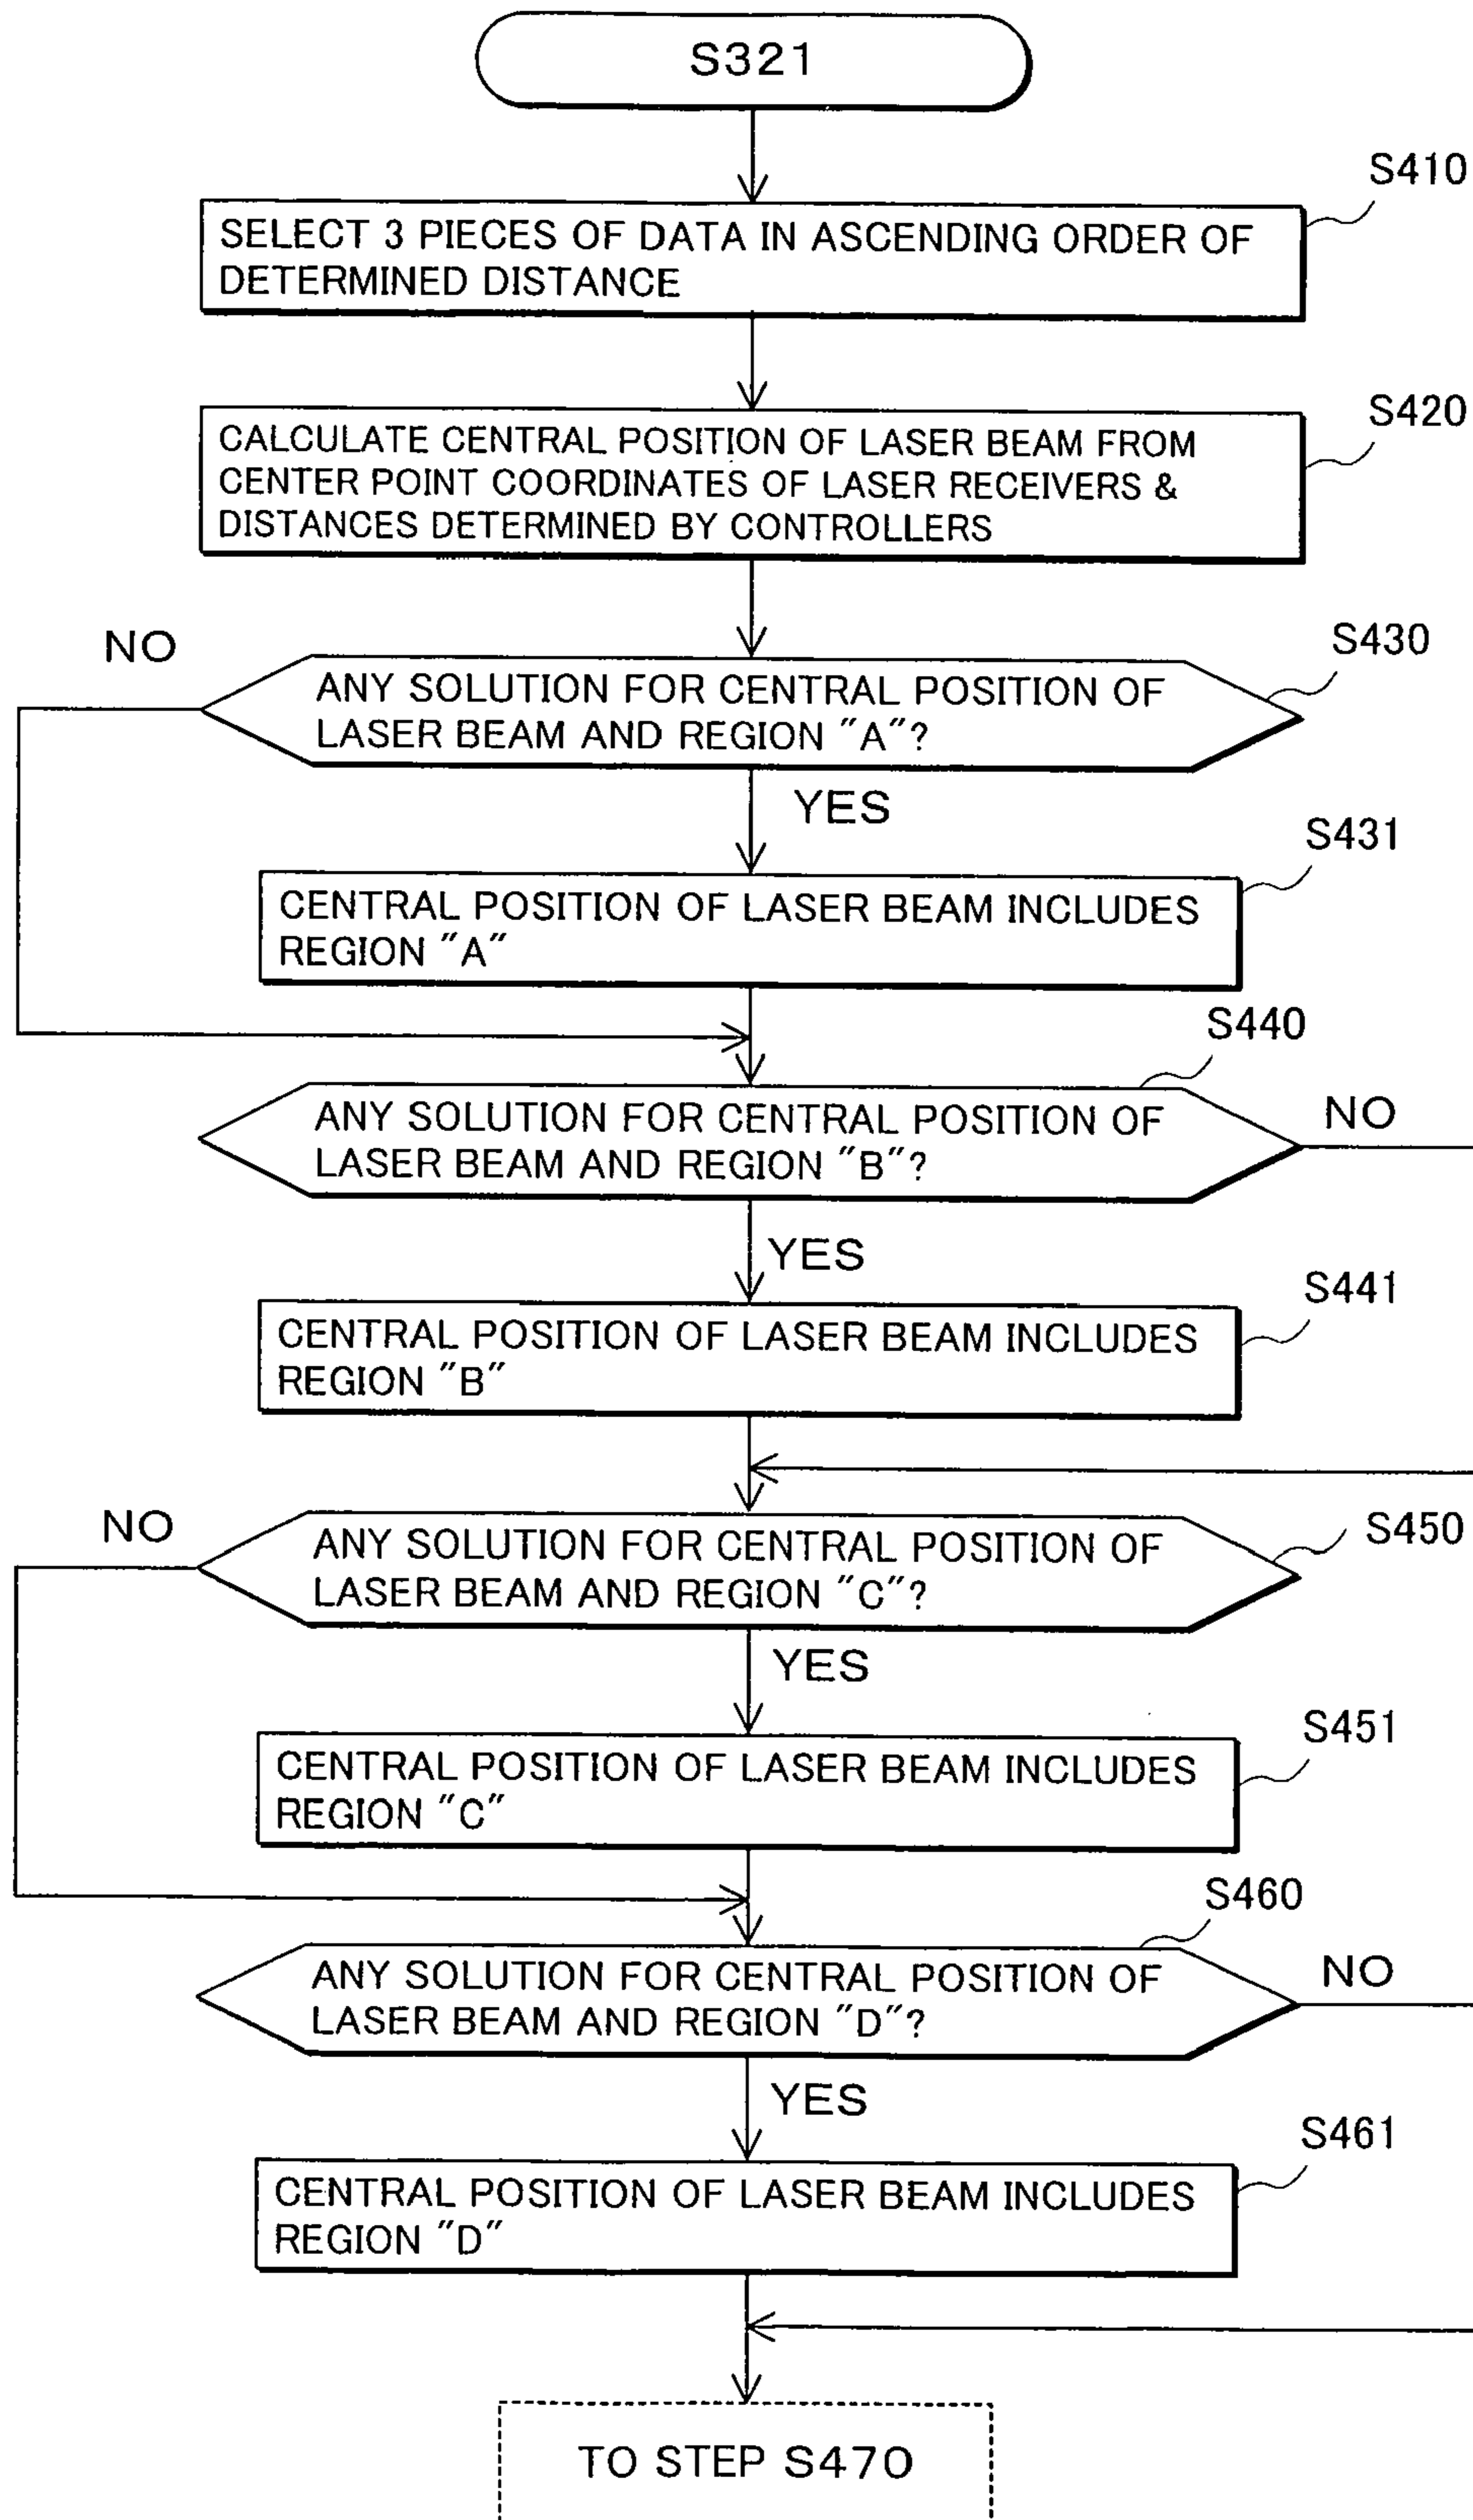 S321
S410
SELECT 3 PIECES OF DATA IN ASCENDING ORDER OF
DETERMINED DISTANCE
S420
CALCULATE CENTRAL POSITION OF LASER BEAM FROM
CENTER POINT COORDINATES OF LASER RECEIVERS &
DISTANCES DETERMINED BY CONTROLLERS
NO
S430
ANY SOLUTION FOR CENTRAL POSITION OF
LASER BEAM AND REGION "A"?
YES
S431
CENTRAL POSITION OF LASER BEAM INCLUDES
REGION "A"
S440
ANY SOLUTION FOR CENTRAL POSITION OF
LASER BEAM AND REGION "B"?
NO
YES
S441
CENTRAL POSITION OF LASER BEAM INCLUDES
REGION "B"
NO
S450
ANY SOLUTION FOR CENTRAL POSITION OF
LASER BEAM AND REGION "C"?
YES
S451
CENTRAL POSITION OF LASER BEAM INCLUDES
REGION "C"
S460
ANY SOLUTION FOR CENTRAL POSITION OF
LASER BEAM AND REGION "D"?
NO
YES
S461
CENTRAL POSITION OF LASER BEAM INCLUDES
REGION "D"
TO STEP S470